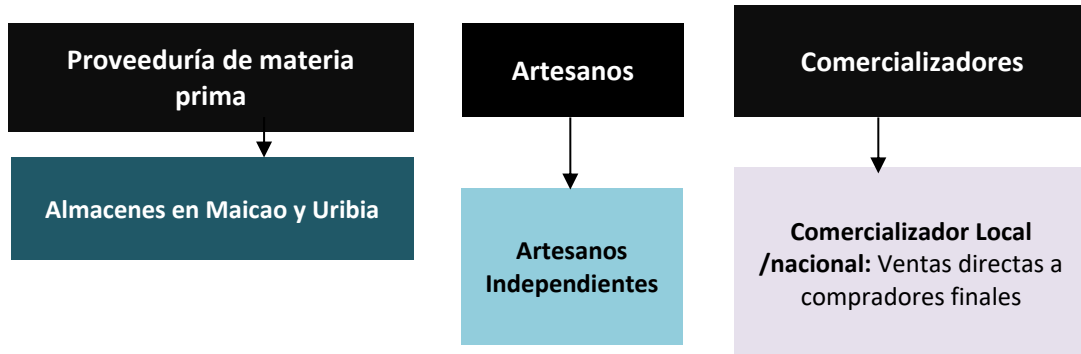 Proveeduría de materia
prima
Almacenes en Maicao y Uribia
Artesanos
Artesanos
Independientes
Comercializadores
Comercializador Local
/nacional: Ventas directas a
compradores finales